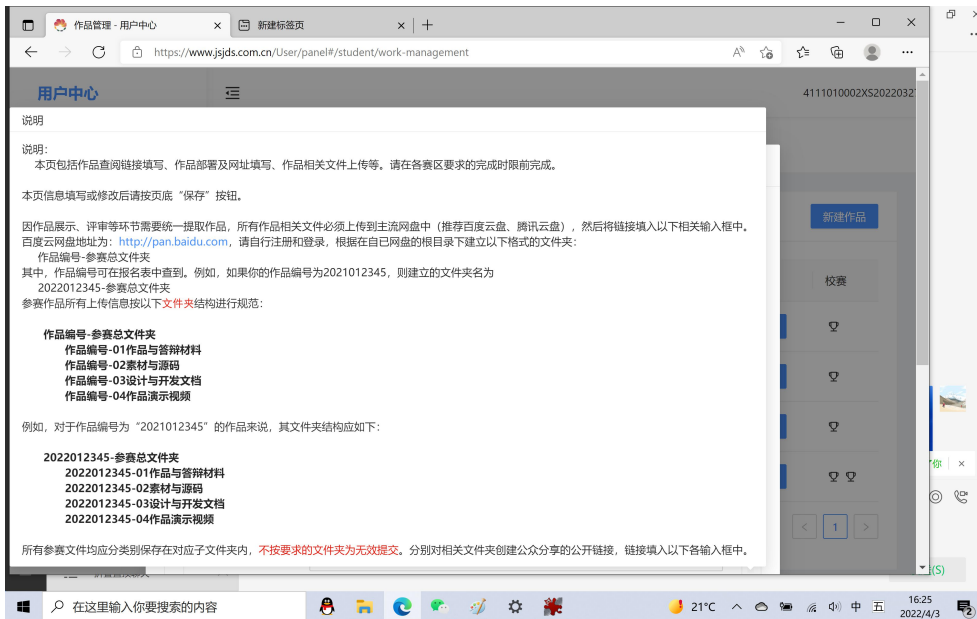 作品管理 - 用户中心
新建标签页
https://www.jsjds.com.cn/User/panel#/student/work-management
用户中心
4111010002XS2022032
说明
说明：
本页包括作品查阅链接填写、作品部署及网址填写、作品相关文件上传等。请在各赛区要求的完成时限前完成。
本页信息填写或修改后请按页底“保存”按钮。
因作品展示、评审等环节需要统一提取作品，所有作品相关文件必须上传到主流网盘中（推荐百度云盘、腾讯云盘），然后将链接填入以下相关输入框中。
百度云网盘地址为：http://pan.baidu.com，请自行注册和登录，根据在自已网盘的根目录下建立以下格式的文件夹：
作品编号-参赛总文件夹
其中，作品编号可在报名表中查到。例如，如果你的作品编号为2021012345，则建立的文件夹名为
2022012345-参赛总文件夹
参赛作品所有上传信息按以下文件夹结构进行规范：
作品编号-参赛总文件夹
作品编号-01作品与答辩材料
作品编号-02素材与源码
作品编号-03设计与开发文档
作品编号-04作品演示视频
例如，对于作品编号为“2021012345”的作品来说，其文件夹结构应如下：
2022012345-参赛总文件夹
2022012345-01作品与答辩材料
2022012345-02素材与源码
2022012345-03设计与开发文档
2022012345-04作品演示视频
所有参赛文件均应分类别保存在对应子文件夹内，不按要求的文件夹为无效提交。分别对相关文件夹创建公众分享的公开链接，链接填入以下各输入框中。
新建作品
校赛
1
你
(S)
在这里输入你要搜索的内容
21°C
中
五
16:25
2022/4/3
2